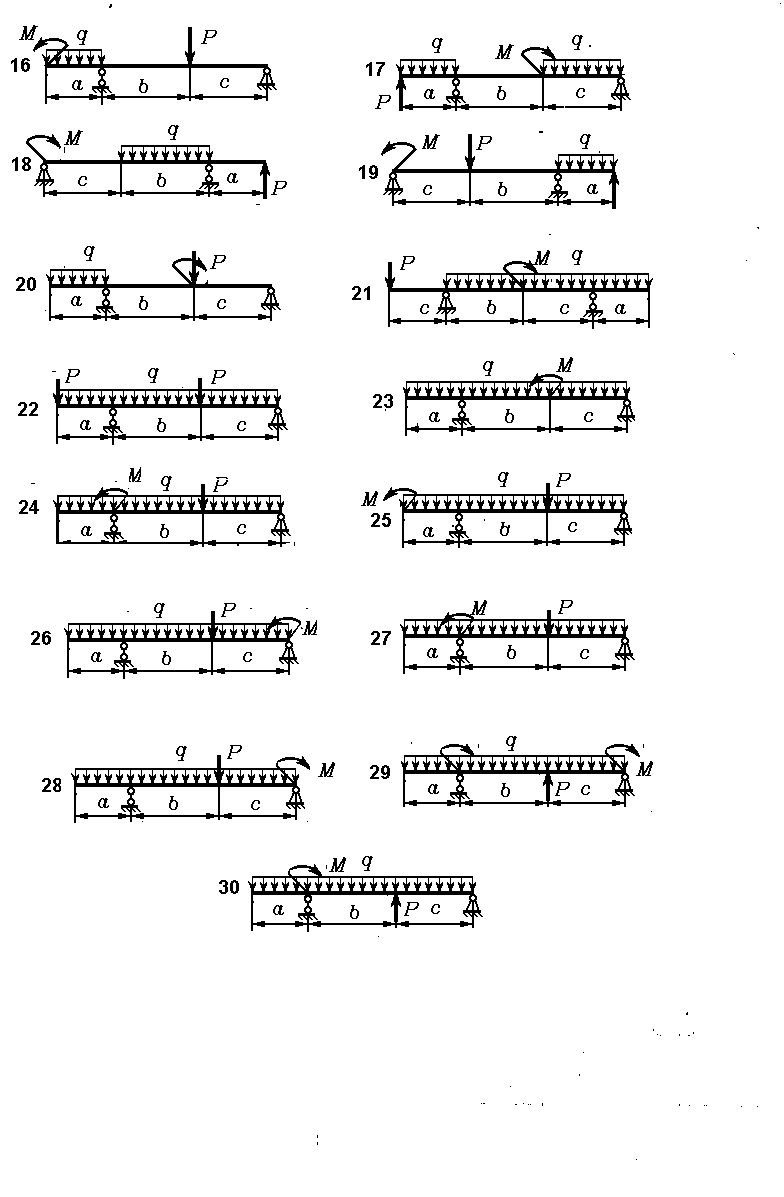 M q P
16
a b c
q M q
17
P a b c
M q
18
c b a P
M P q
19
c b a
q P
20
a b c
P M q
21
c b c a
P q P
22
a b c
q M
23
a b c
M q P
24
a b c
q P
M
25
a b c
q P
26 M
a b c
q M P
27
a b c
q P
28 M
a b c
q
29 M
a b P c
M q
30
a b P c